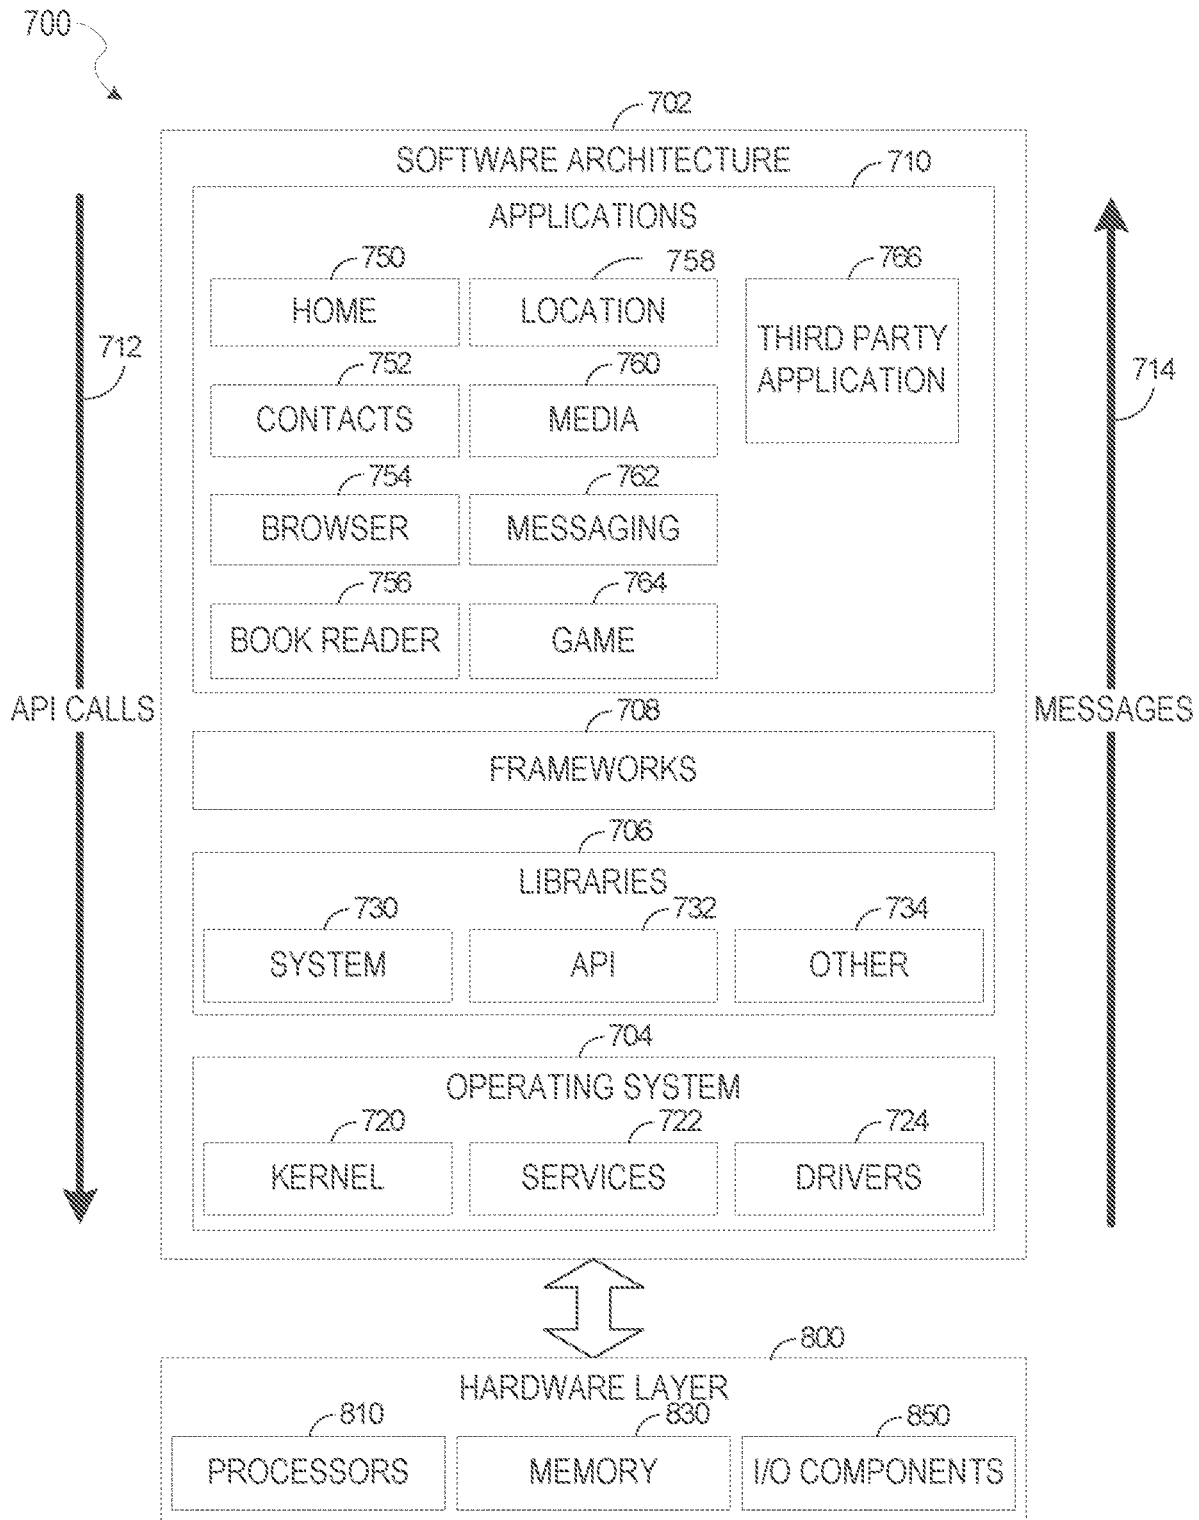 700
702
SOFTWARE ARCHITECTURE
710
APPLICATIONS
750 758 766
HOME LOCATION THIRD PARTY
APPLICATION
712
714
752 760
CONTACTS MEDIA
754 762
BROWSER MESSAGING
756 764
BOOK READER GAME
API CALLS
MESSAGES
708
FRAMEWORKS
706
LIBRARIES
730 732 734
SYSTEM API OTHER
704
OPERATING SYSTEM
720 722 724
KERNEL SERVICES DRIVERS
800
HARDWARE LAYER
810 830 850
PROCESSORS MEMORY I/O COMPONENTS